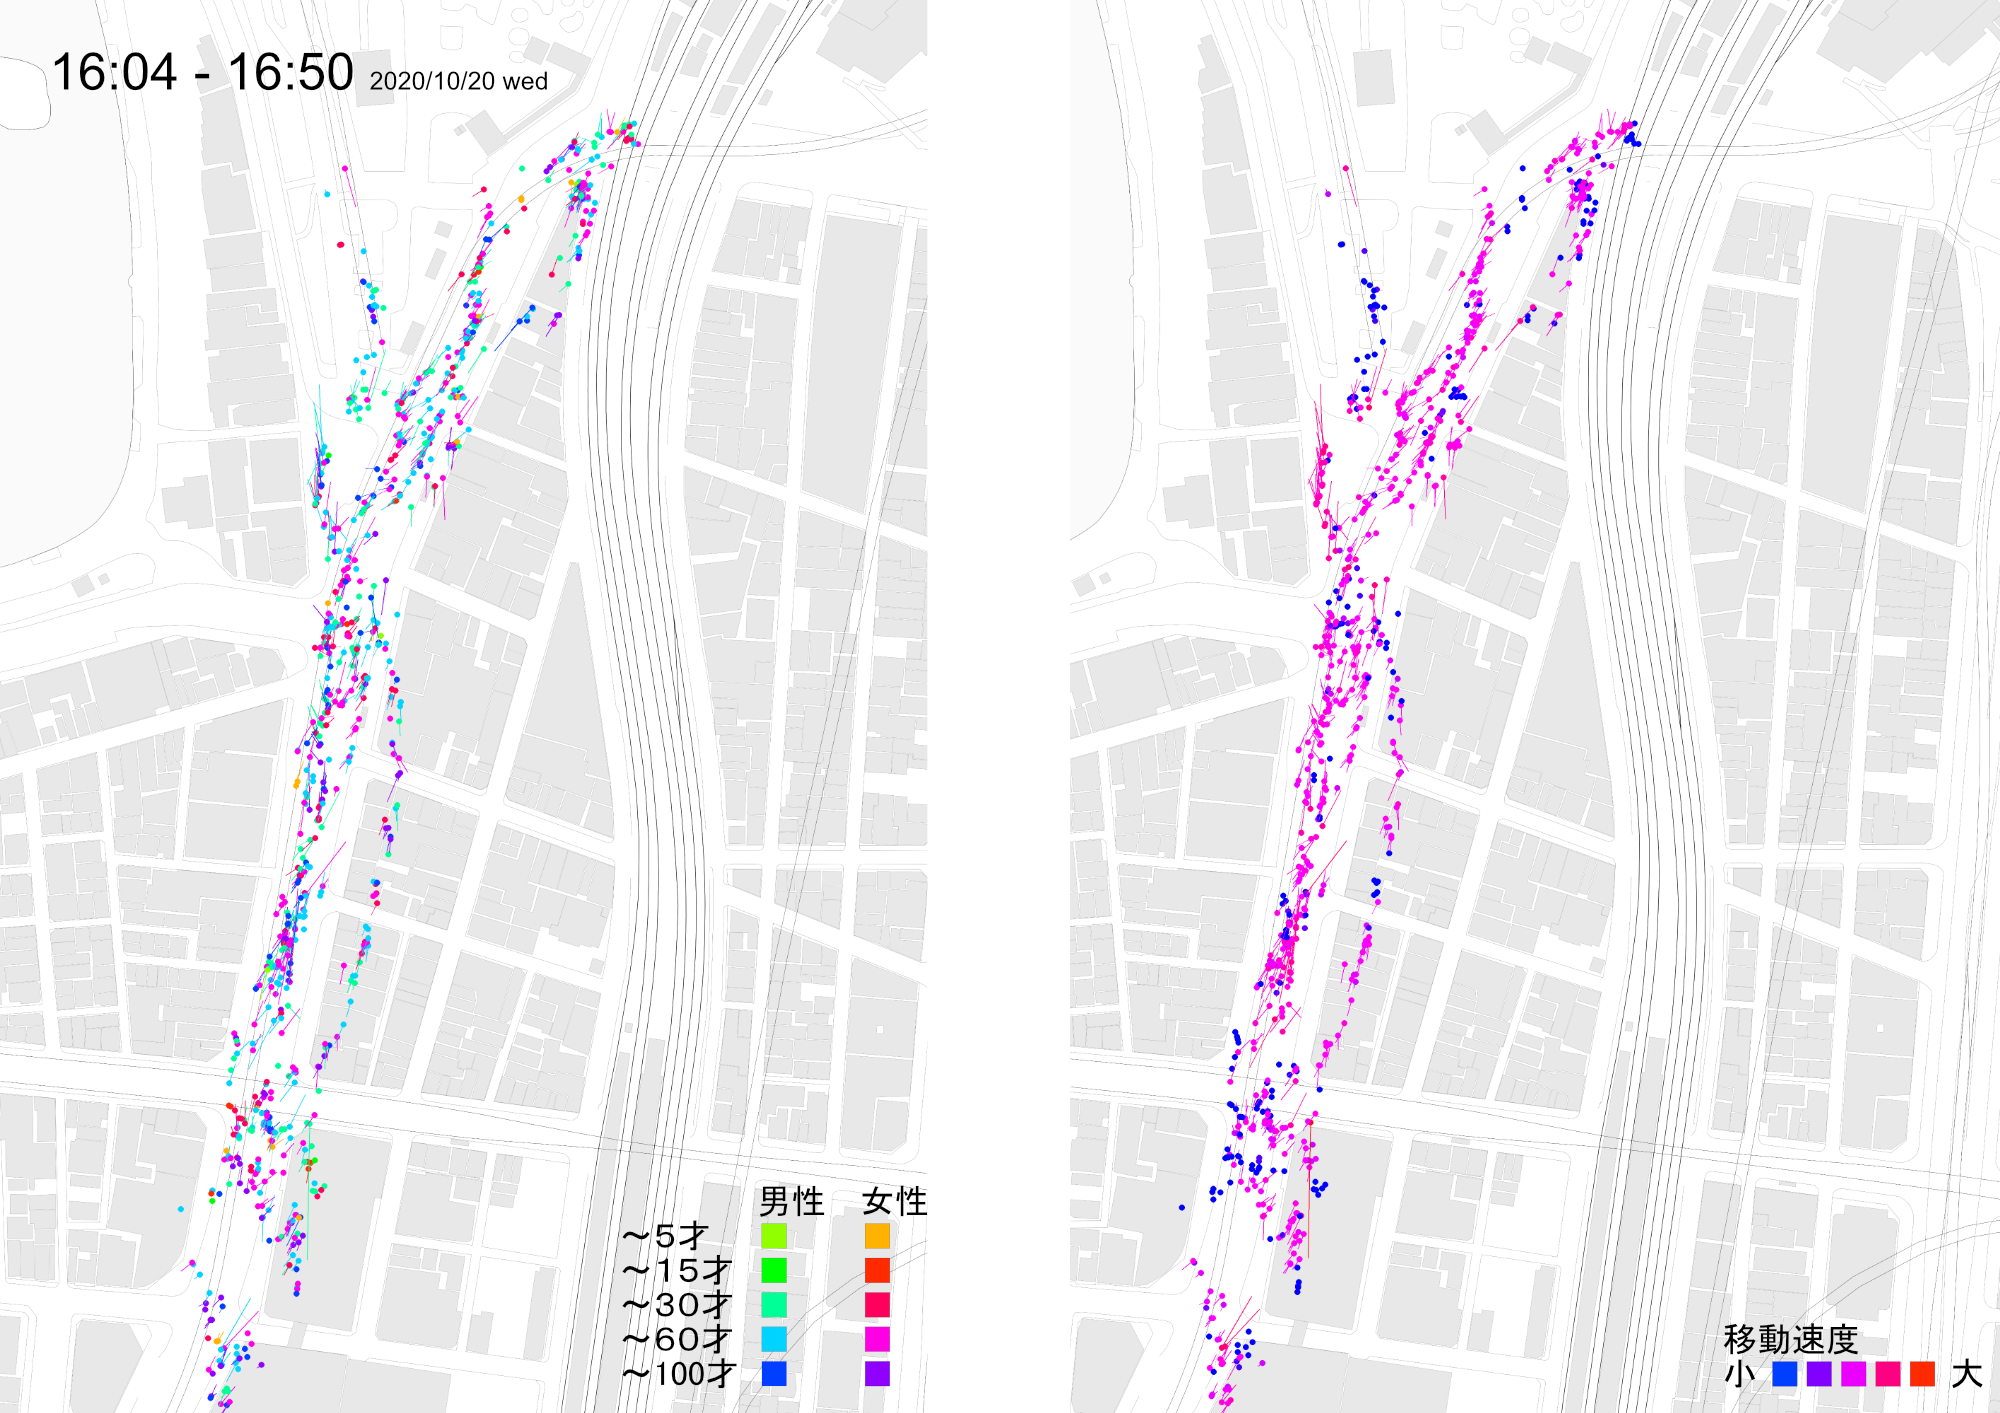 16:04 - 16:50 2020/10/20 wed
男性 女性
～5才
～15才
～30才
～60才
～100才
移動速度
小 大